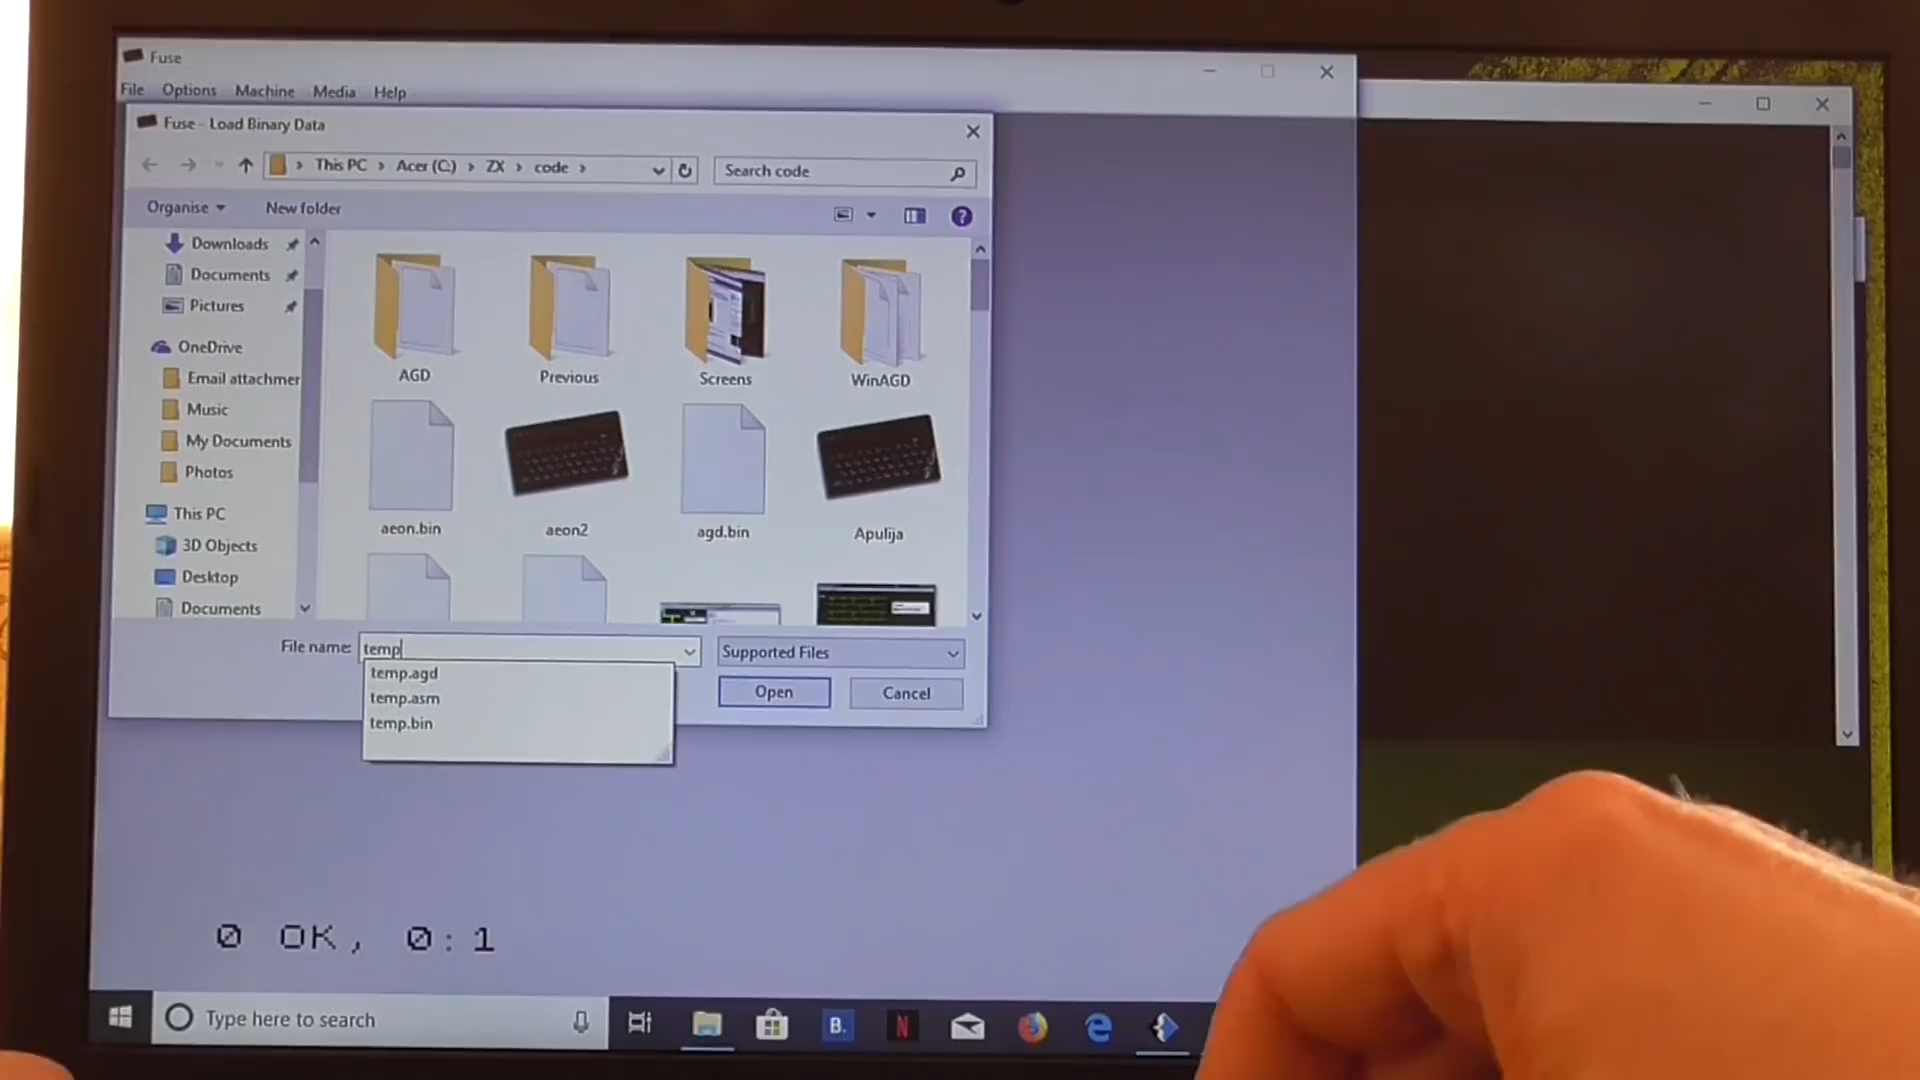 Fuse
File Options Machine Media Help
Fuse - Load Binary Data
This PC › Acer (C:) › ZX › code ›
Search code
Organise
New folder
Downloads
Documents
Pictures
OneDrive
Email attachmer
Music
My Documents
Photos
This PC
3D Objects
Desktop
Documents
AGD
Previous
Screens
WinAGD
aeon.bin
aeon2
agd.bin
Apulija
File name: temp
Supported Files
temp.agd
temp.asm
temp.bin
Open
Cancel
0 OK, 0:1
Type here to search
B.
N